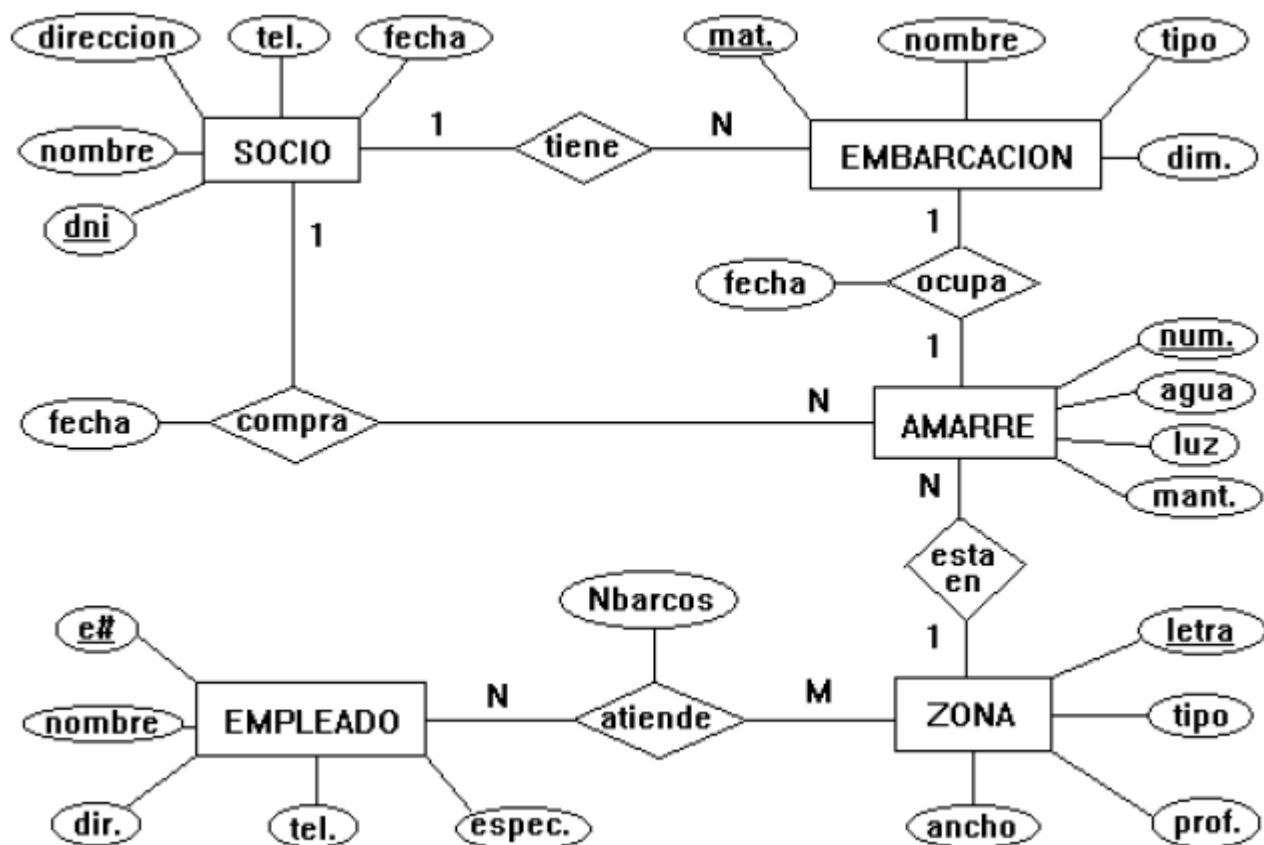 direccion tel. fecha mat. nombre tipo
nombre SOCIO 1 tiene N EMBARCACION dim.
dni 1 1
fecha ocupa
1 num.
agua
fecha compra N AMARRE luz
N mant.
esta
en
Nbarcos
e# 1 letra
nombre EMPLEADO N atiende M ZONA tipo
dir. tel. espec. ancho prof.